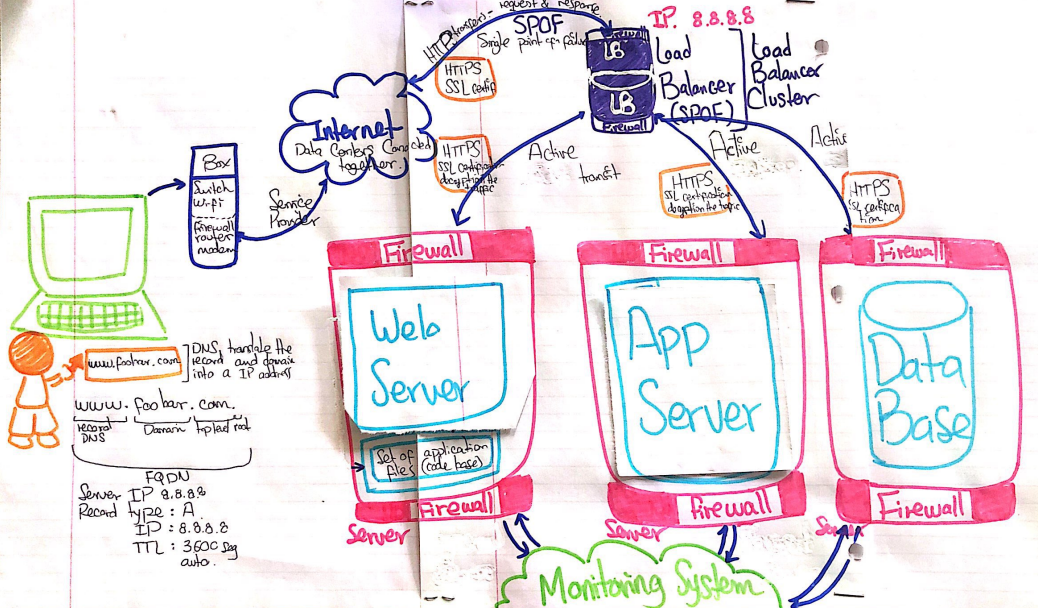 request & response
HTTP transfers-
SPOF
Single point of failure
HTTPS
SSL certif
IP. 8.8.8.8
LB
LB
Firewall
Load
Balancer
(SPOF)
Load
Balancer
Cluster
Internet
Data Centers Connected
together.
HTTPS
SSL certification
decryption the
traffic
Active
transit
Active
Active
HTTPS
SSL certification
decryption the traffic
HTTPS
SSL certifica
tion
Box
Switch
Wi-fi
firewall
router
modem
Service
Provider
Firewall
Web
Server
Set of application
files (code base)
Firewall
Server
Firewall
App
Server
Firewall
Server
Firewall
Data
Base
Firewall
Server
Monitoring System
www.foobar.com
DNS, translate the
record and domain
into a IP address
www.foobar.com.
record
DNS
Domain
root
FQDN
Server IP 8.8.8.8
Record type : A
IP : 8.8.8.8
TTL : 3600 Seg
auto.